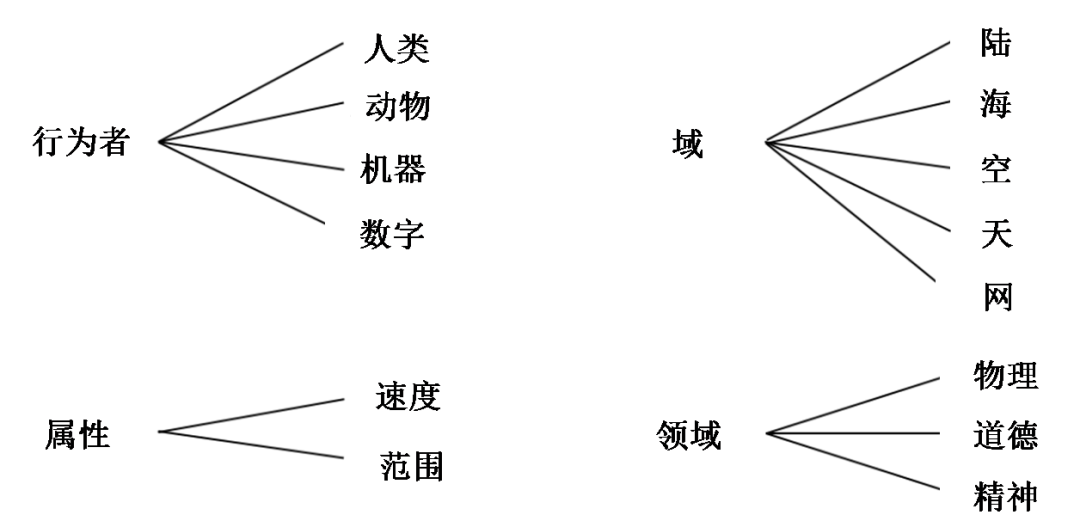 行为者
人类
动物
机器
数字
域
陆
海
空
天
网
属性
速度
范围
领域
物理
道德
精神